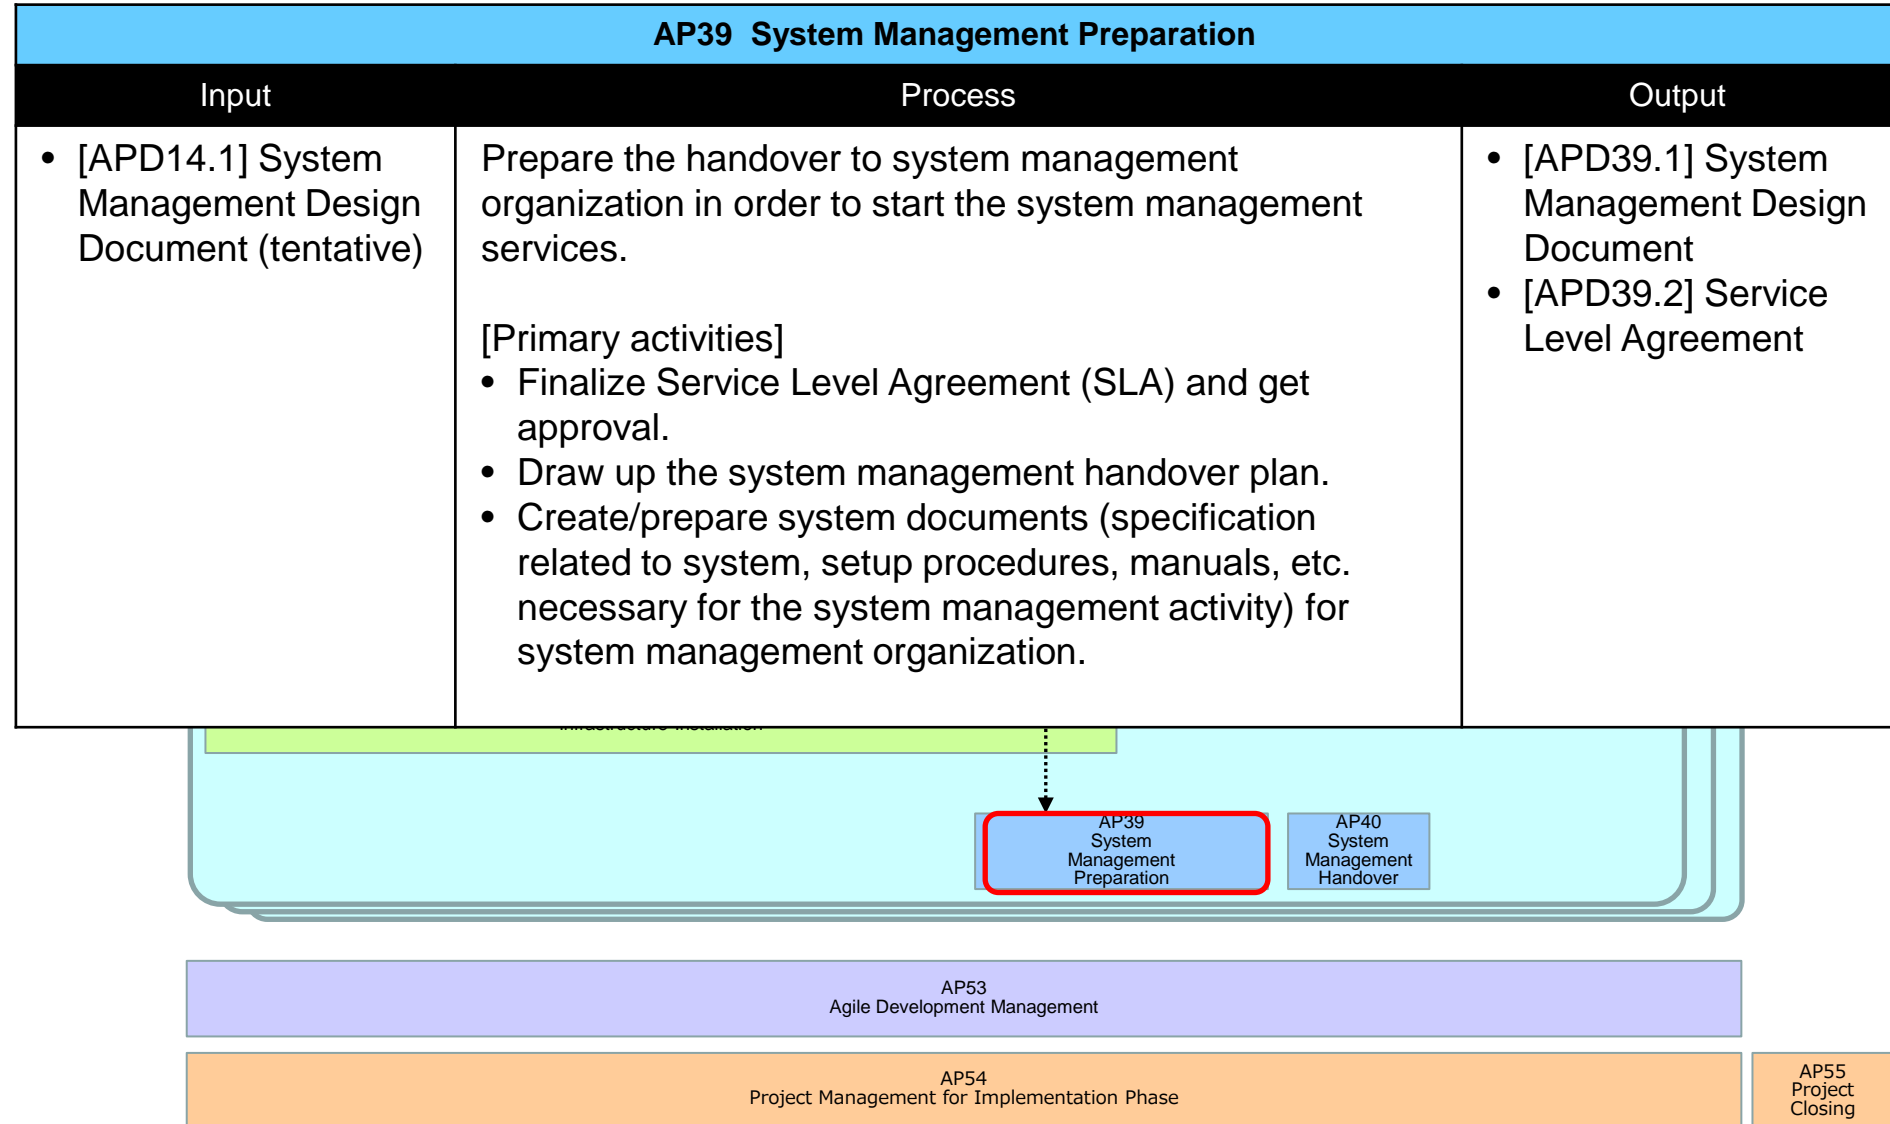 AP39 System Management Preparation
Input
Process
Output
• [APD14.1] System
Management Design
Document (tentative)
Prepare the handover to system management
organization in order to start the system management
services.
[Primary activities]
• Finalize Service Level Agreement (SLA) and get
approval.
• Draw up the system management handover plan.
• Create/prepare system documents (specification
related to system, setup procedures, manuals, etc.
necessary for the system management activity) for
system management organization.
• [APD39.1] System
Management Design
Document
• [APD39.2] Service
Level Agreement
Infrastructure Installation
AP39
System
Management
Preparation
AP40
System
Management
Handover
AP53
Agile Development Management
AP54
Project Management for Implementation Phase
AP55
Project
Closing